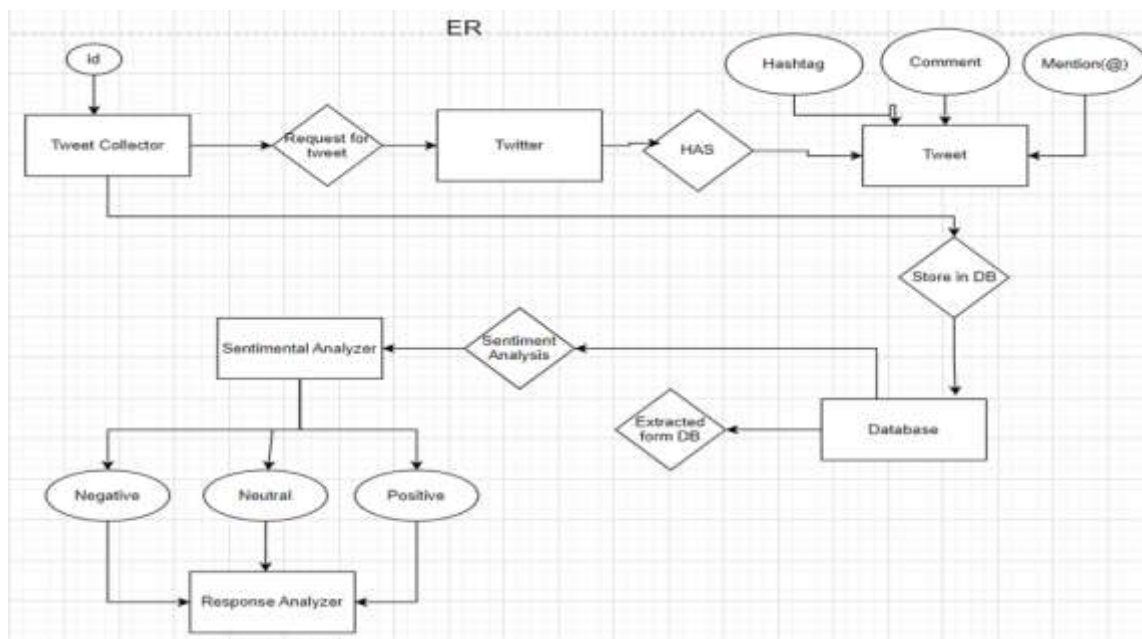 ER
id
Hashtag
Comment
Mention(@)
Tweet Collector
Request for
tweet
Twitter
HAS
Tweet
Store in DB
Sentimental Analyzer
Sentiment
Analysis
Extracted
form DB
Database
Negative
Neutral
Positive
Response Analyzer